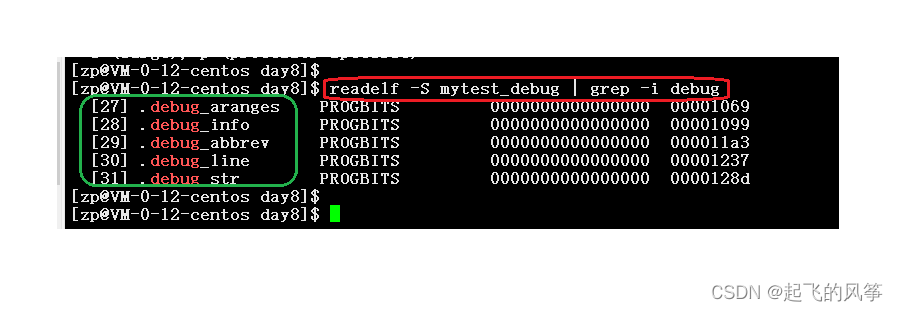 [zp@VM-0-12-centos day8]$
[zp@VM-0-12-centos day8]$ readelf -S mytest_debug | grep -i debug
[27] .debug_aranges PROGBITS 0000000000000000 00001069
[28] .debug_info PROGBITS 0000000000000000 00001099
[29] .debug_abbrev PROGBITS 0000000000000000 000011a3
[30] .debug_line PROGBITS 0000000000000000 00001237
[31] .debug_str PROGBITS 0000000000000000 0000128d
[zp@VM-0-12-centos day8]$
[zp@VM-0-12-centos day8]$
CSDN @起飞的风筝